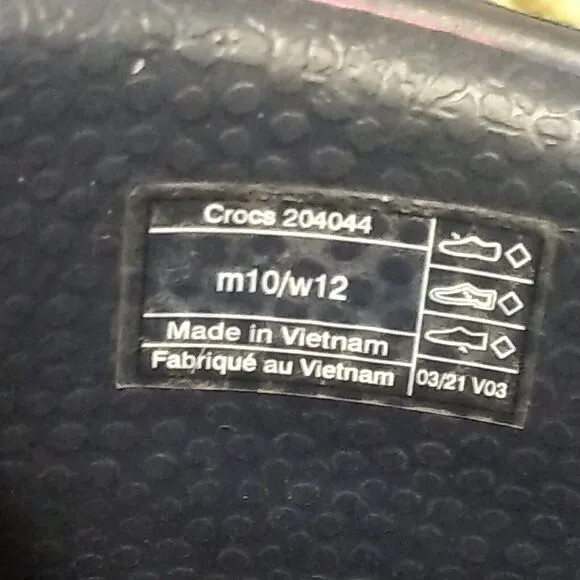 Crocs 204044
m10/w12
Made in Vietnam
Fabriqué au Vietnam
03/21 V03